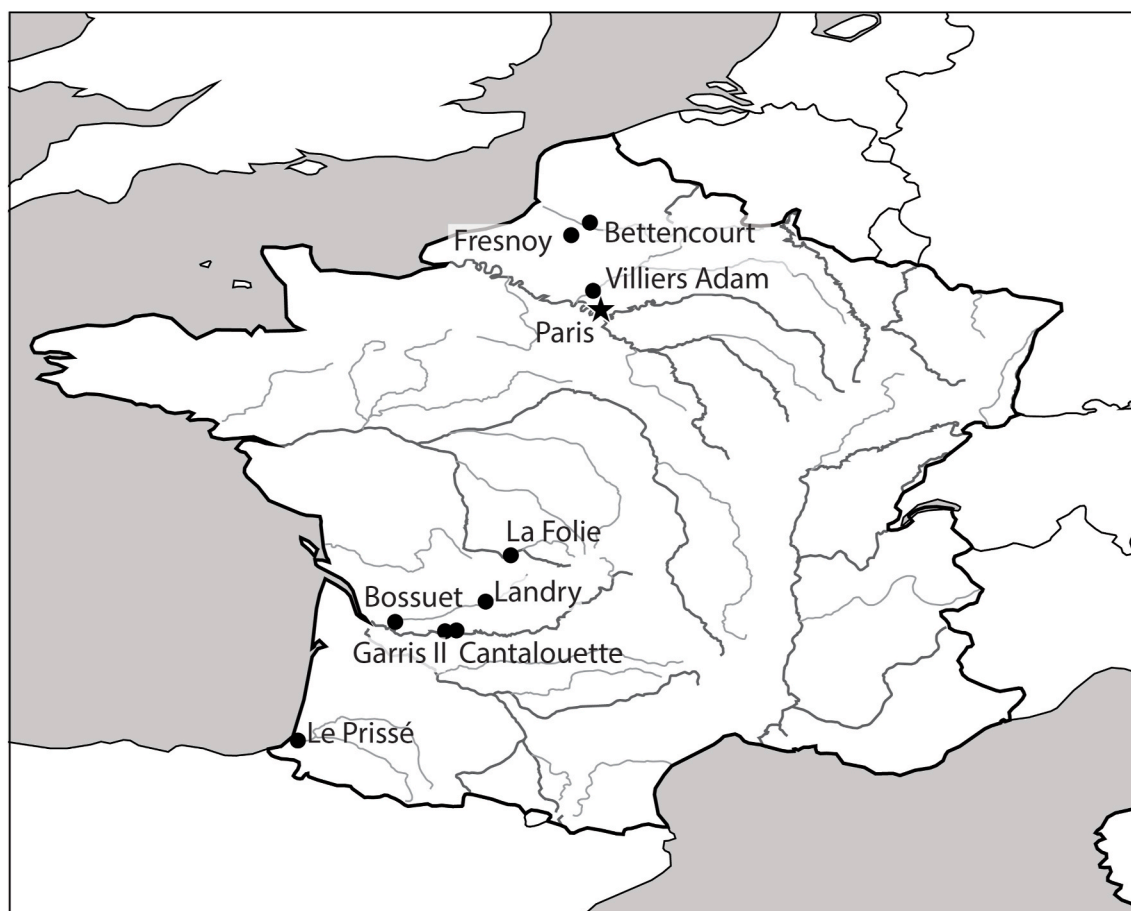 Fresnoy
Bettencourt
Villiers Adam
Paris
La Folie
Bossuet
Landry
Garris II
Cantalouette
Le Prissé